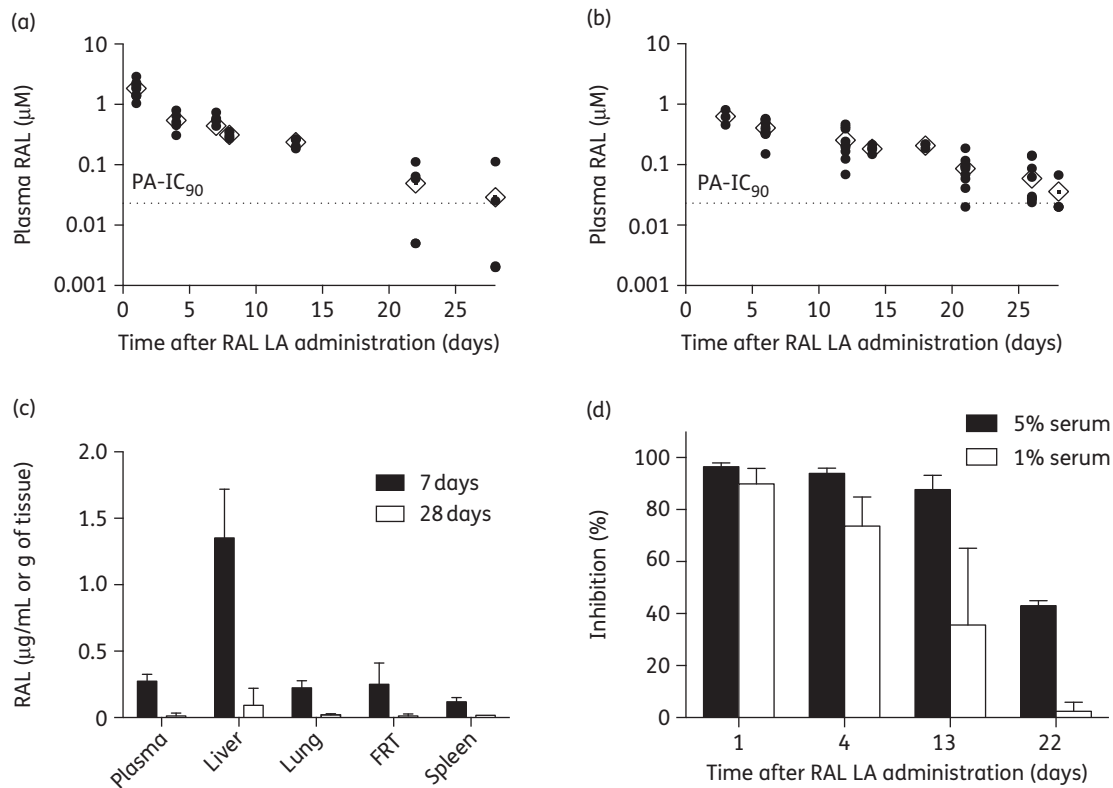 (a)
10
1
0.1
0.01
0.001
Plasma RAL (μM)
PA-IC90
0 5 10 15 20 25
Time after RAL LA administration (days)
(b)
10
1
0.1
0.01
0.001
Plasma RAL (μM)
PA-IC90
0 5 10 15 20 25
Time after RAL LA administration (days)
(c)
2.0
1.5
1.0
0.5
0
RAL (μg/mL or g of tissue)
7 days
28 days
Plasma Liver Lung FRT Spleen
(d)
5% serum
1% serum
100
80
60
40
20
0
Inhibition (%)
1 4 13 22
Time after RAL LA administration (days)